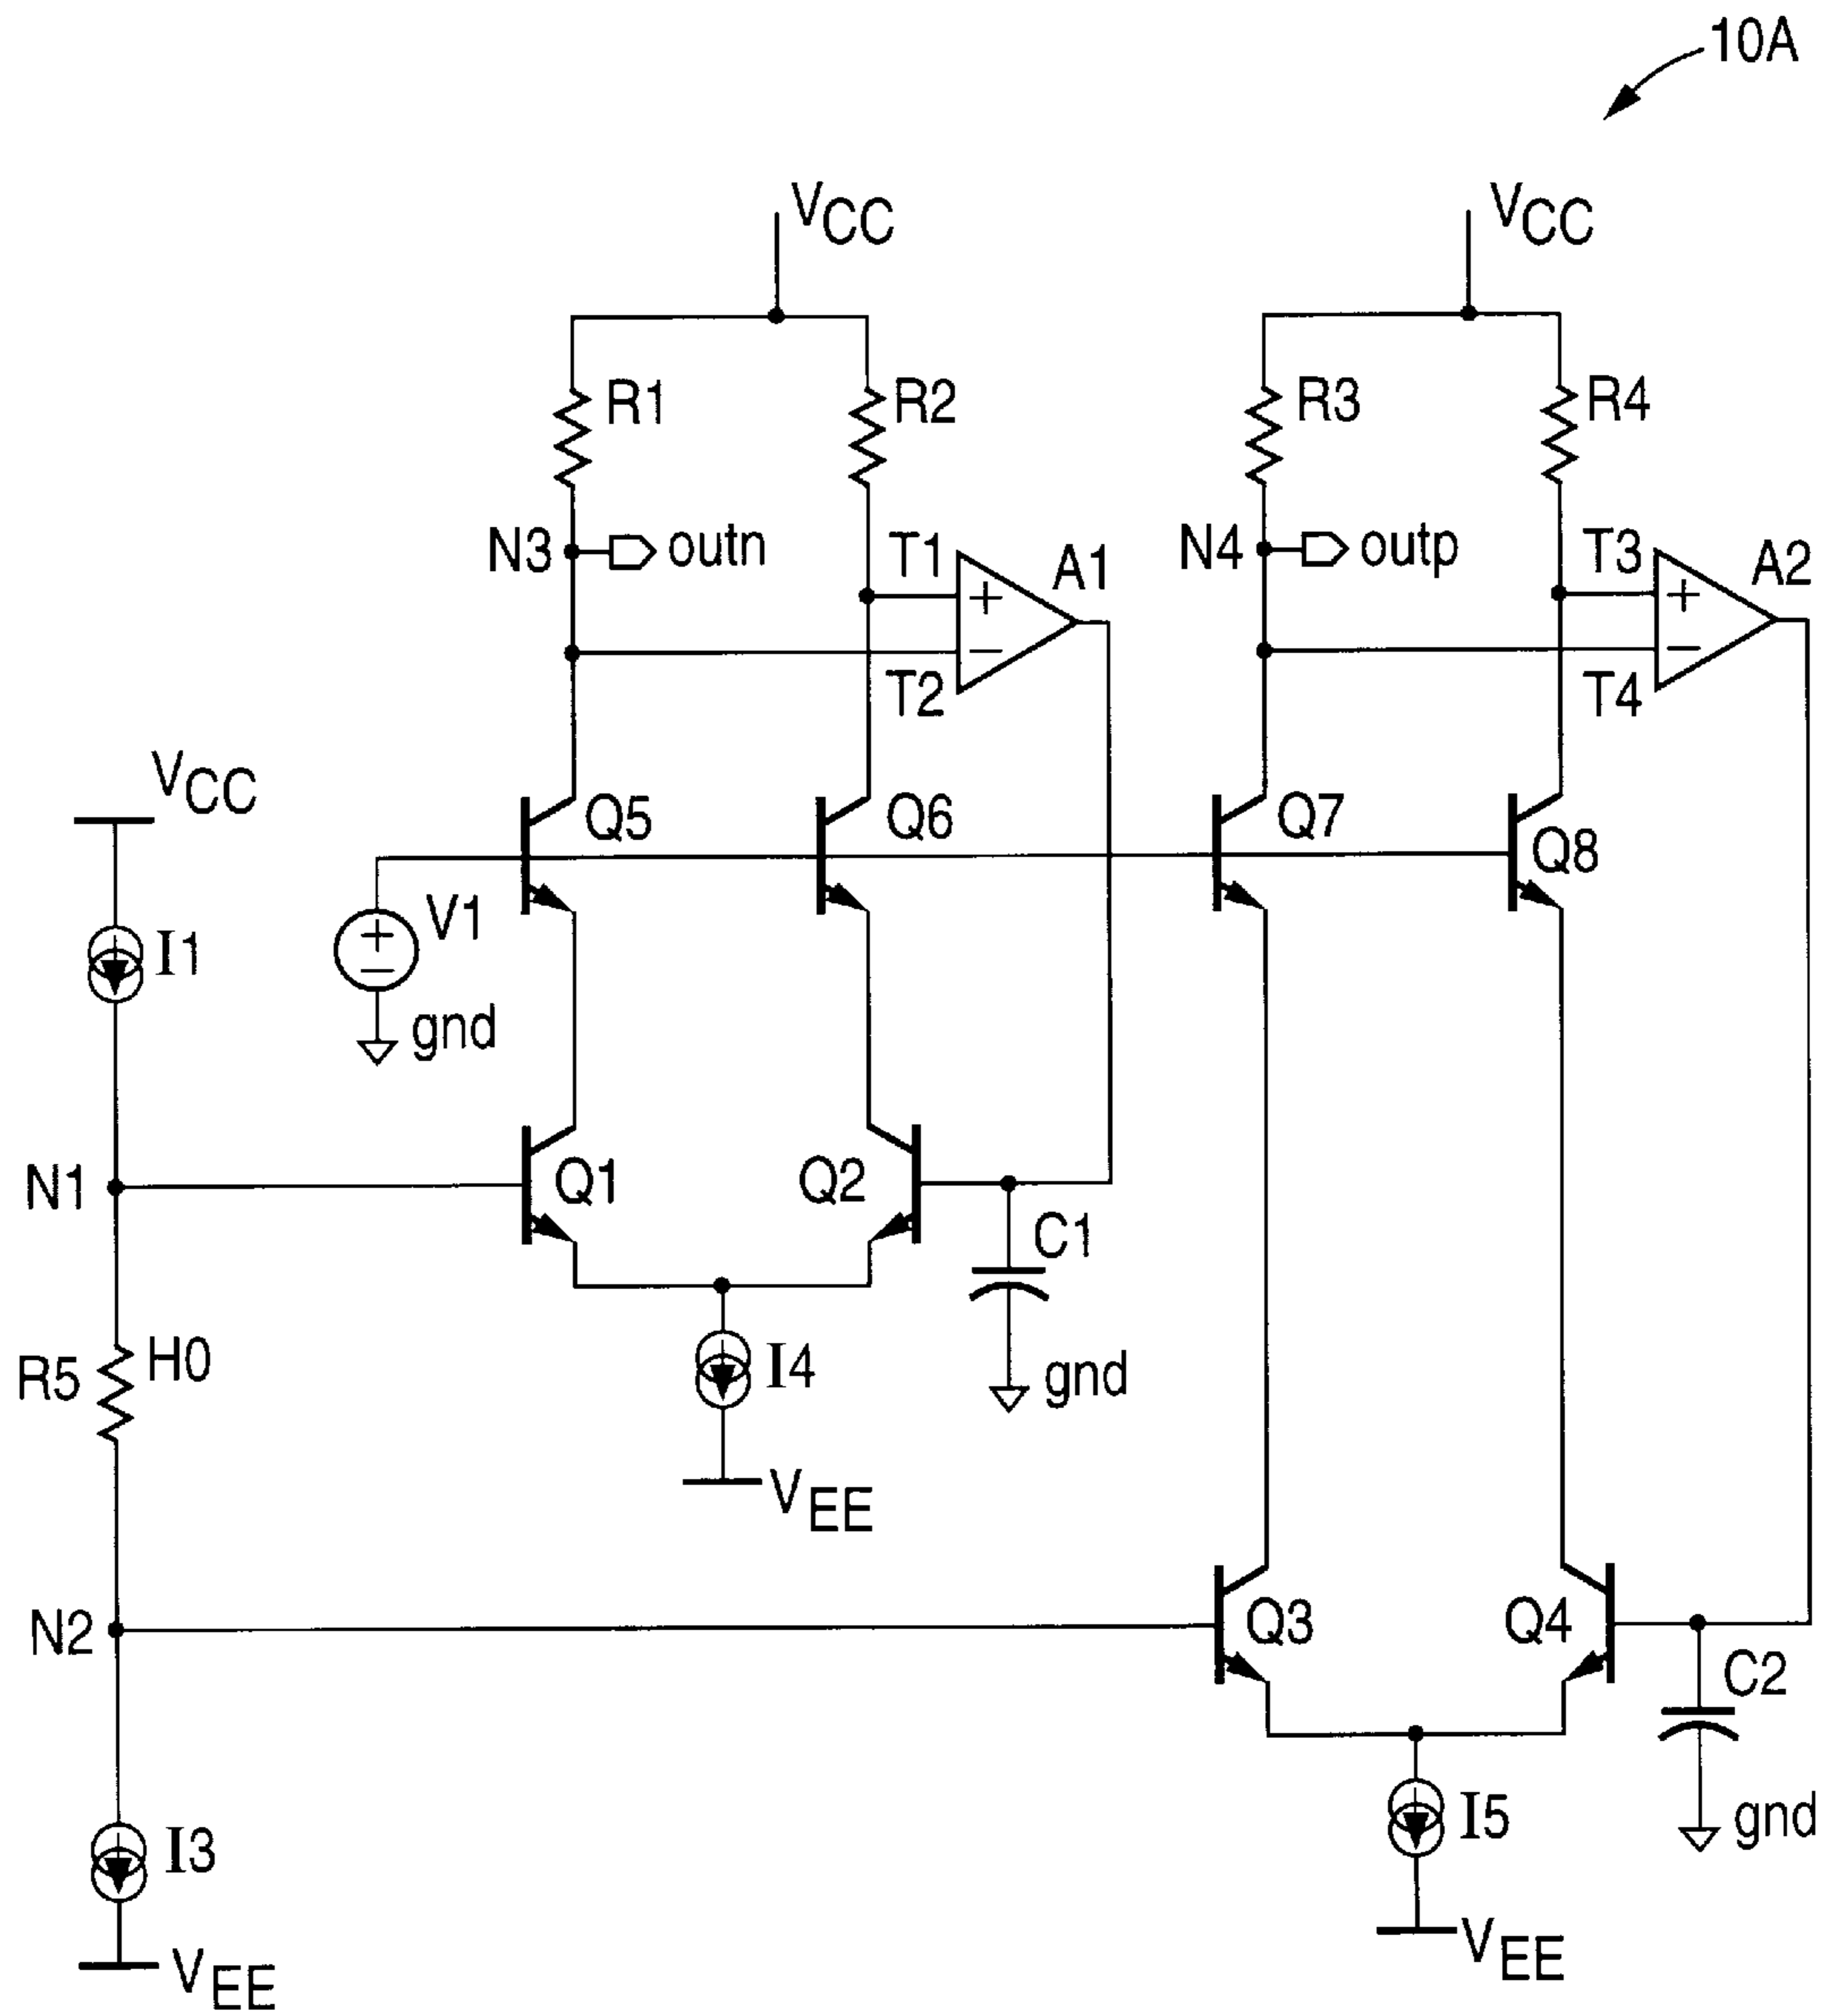 10A
VCC
VCC
R1
R2
R3
R4
N3
outn
T1
A1
N4
outp
T3
A2
+
+
−
−
T2
T4
VCC
Q5
Q6
Q7
Q8
V1
+
−
I1
gnd
N1
Q1
Q2
C1
R5
H0
I4
gnd
VEE
N2
Q3
Q4
C2
I3
I5
gnd
VEE
VEE